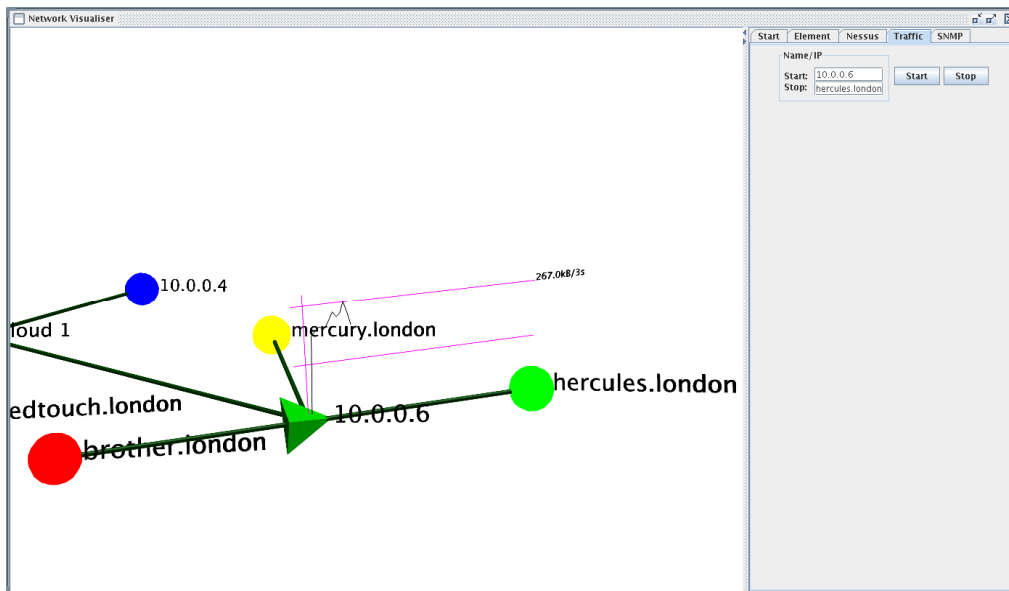 Network Visualiser
Start Element Nessus Traffic SNMP
Name/IP
Start: 10.0.0.6
Stop: hercules.london
Start Stop
267.0kB/3s
10.0.0.4
loud 1
mercury.london
hercules.london
edtouch.london
10.0.0.6
brother.london